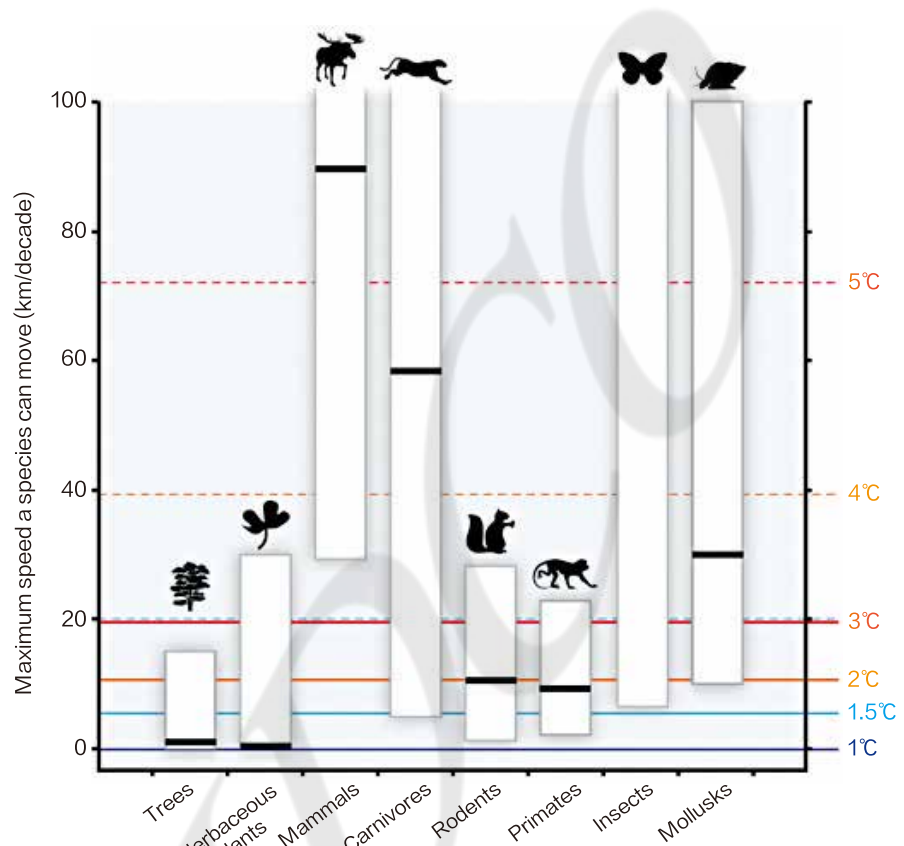 Maximum speed a species can move (km/decade)
100
80
60
40
20
0
5℃
4℃
3℃
2℃
1.5℃
1℃
Trees
Mammals
Carnivores
Rodents
Primates
Insects
Mollusks